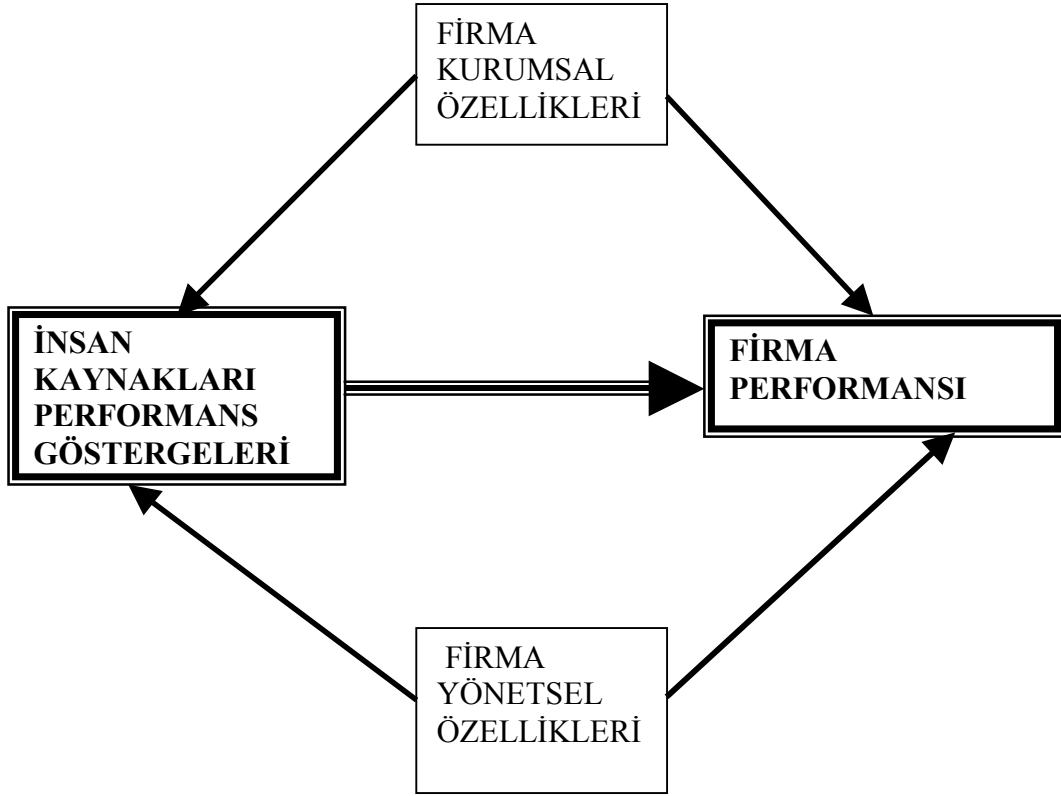 FİRMA
KURUMSAL
ÖZELLİKLERİ
İNSAN
KAYNAKLARI
PERFORMANS
GÖSTERGELERİ
FİRMA
PERFORMANSI
FİRMA
YÖNETSEL
ÖZELLİKLERİ